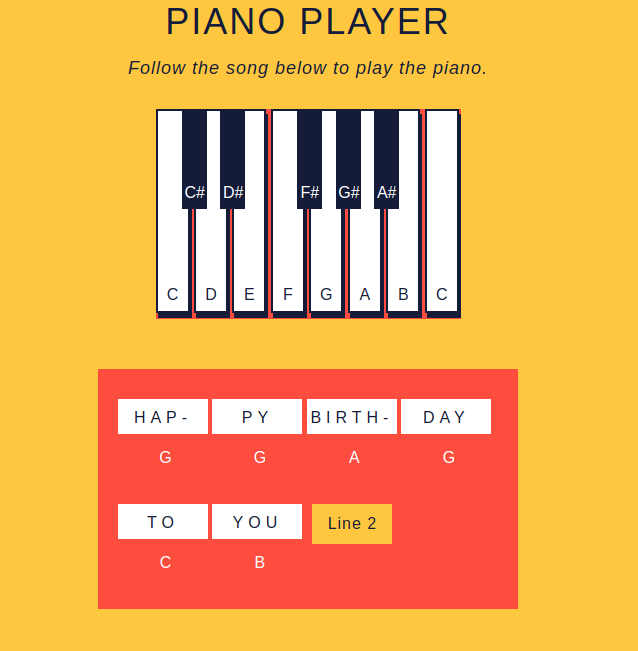 PIANO PLAYER
Follow the song below to play the piano.
C# D# F# G# A#
C D E F G A B C
HAP- PY BIRTH- DAY
G G A G
TO YOU Line 2
C B